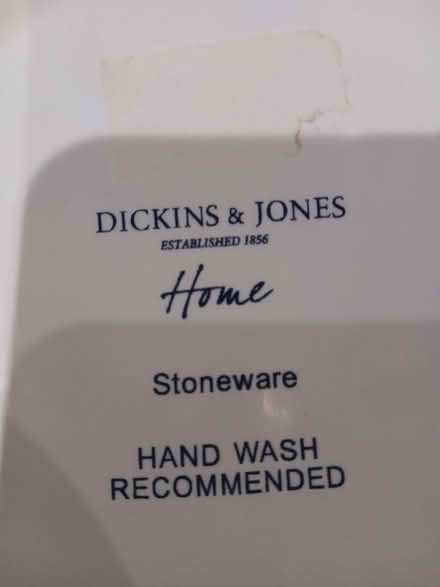 DICKINS & JONES
ESTABLISHED 1856
Home
Stoneware
HAND WASH
RECOMMENDED